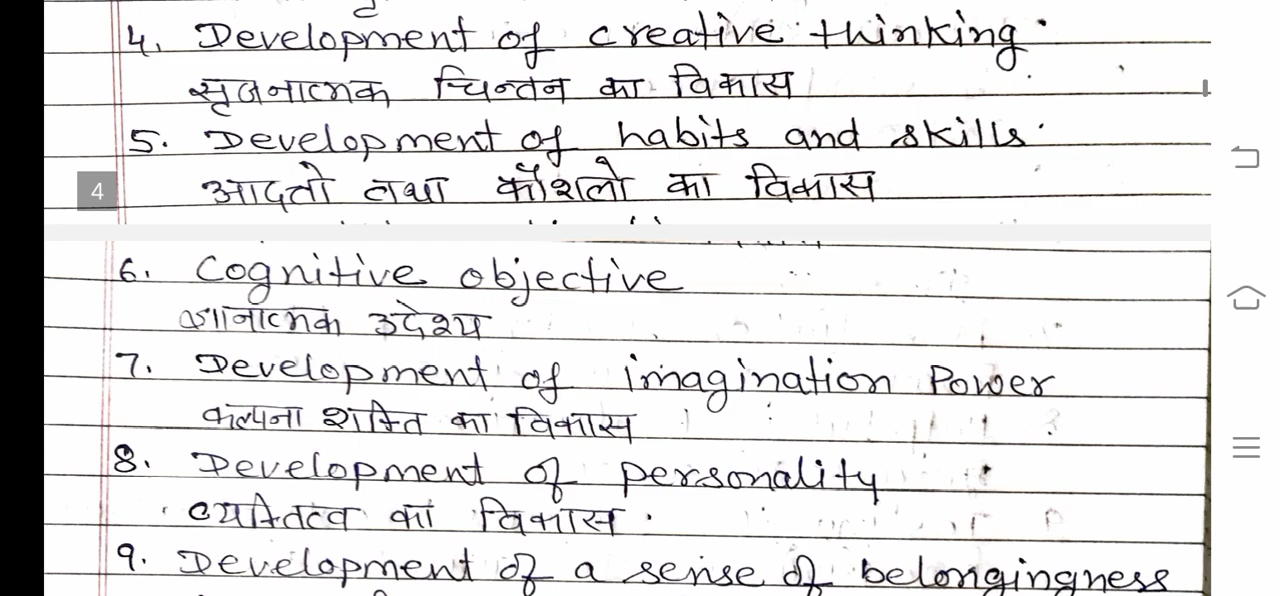 4. Development of creative thinking.
सृजनात्मक चिन्तन का विकास
5. Development of habits and skills.
आदतो तथा कौशलो का विकास
4
6. Cognitive objective
ज्ञानात्मक उदेश्य
7. Development of imagination Power
कल्पना शक्ति का विकास
8. Development of personality
व्यक्तित्व का विकास.
9. Development of a sense of belongingness